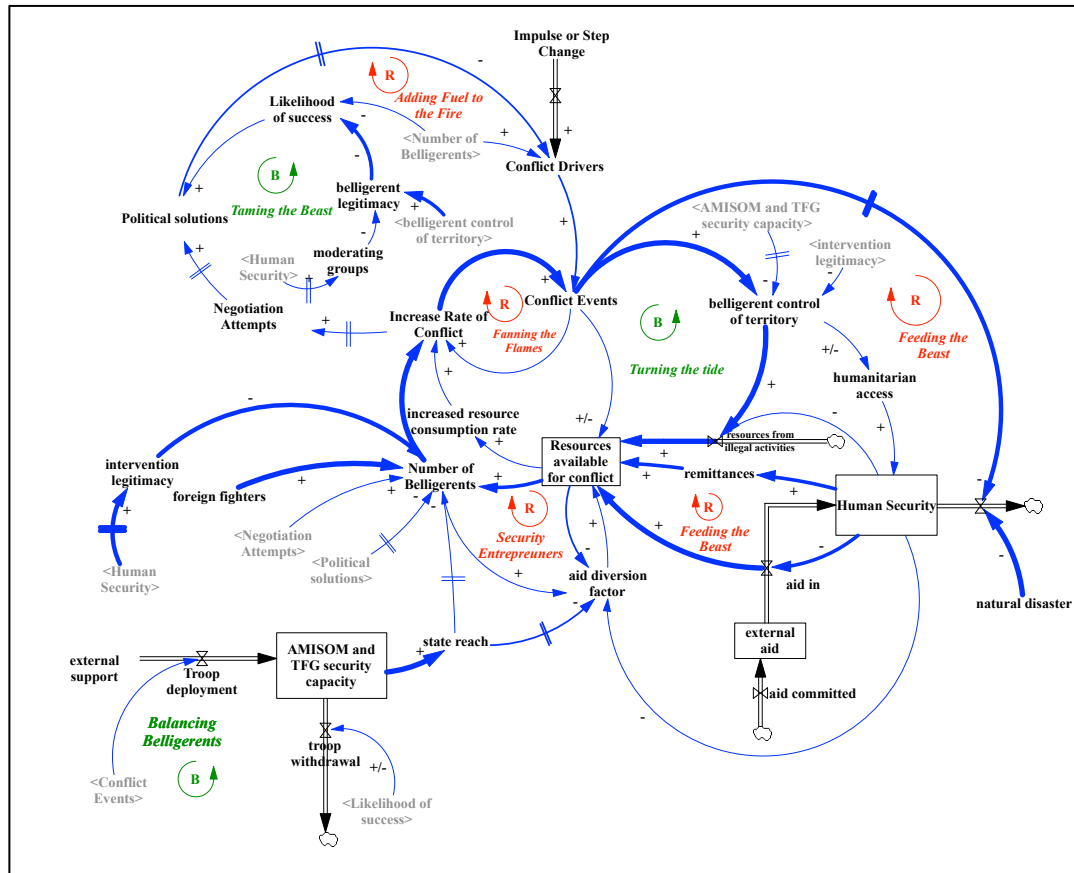 Impulse or Step
Change
-
+
+
+
R
Adding Fuel to
the Fire
Likelihood
of success
-
<Number of
Belligerents>
Conflict Drivers
B
Taming the Beast
+
-
belligerent
legitimacy
+
Political solutions
<belligerent control
of territory>
+
-
moderating
groups
<Human
Security>
+
+
Negotiation
Attempts
+
<AMISOM and TFG
security capacity>
+
<intervention
legitimacy>
-
-
+
Conflict Events
belligerent control
of territory
R
Fanning the
Flames
B
Turning the tide
R
Feeding the
Beast
Increase Rate of
Conflict
+
+
+/-
humanitarian
access
+
+
+
-
+/-
increased resource
consumption rate
-
resources from
illegal activities
+
Resources
available
for conflict
+
+
remittances
+
+
Human Security
-
intervention
legitimacy
foreign fighters
+
Number of
Belligerents
+
+
+
-
-
<Negotiation
Attempts>
<Political
solutions>
<Human
Security>
R
Security
Entrepreuners
R
Feeding the
Beast
+
+
-
aid in
-
natural disaster
+
-
aid diversion
factor
-
state reach
+
external
aid
AMISOM and
TFG security
capacity
external
support
Troop
deployment
aid committed
-
Balancing
Belligerents
B
troop
withdrawal
+/-
<Conflict
Events>
<Likelihood of
success>